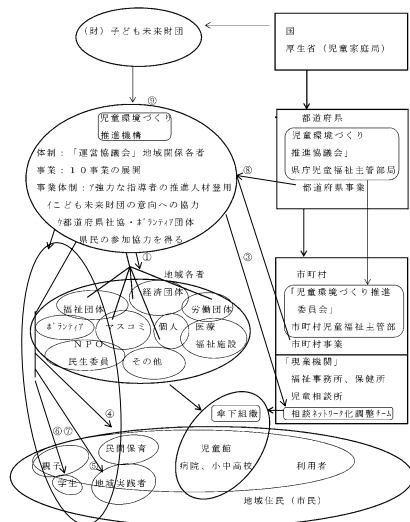 (財)子ども未来財団
国
厚生省(児童家庭局)
⑨
児童環境づくり
推進機構
体制:「運営協議会」地域関係各者
事業:10事業の展開
事業体制:ア強力な指導者の推進人材登用
イこども未来財団の意向への協力
ウ都道府県社協・ボランティア団体
県民の参加協力を得る
都道府県
児童環境づくり
推進協議会」
県庁児童福祉主管部局
都道府県事業
⑧
③
①
地域各者
経済団体
福祉団体
労働団体
ボランティア
マスコミ
個人
医療
福祉施設
NPO
民生委員
その他
市町村
「児童環境づくり推進
委員会」
市町村児童福祉主管部
市町村事業
「現業機関」
福祉事務所、保健所
児童相談所
相談ネットワーク化調整チーム
傘下組織
④
⑥⑦
⑤
民間保育
親子
学生
地域実践者
児童館
病院、小中高校
利用者
地域住民(市民)